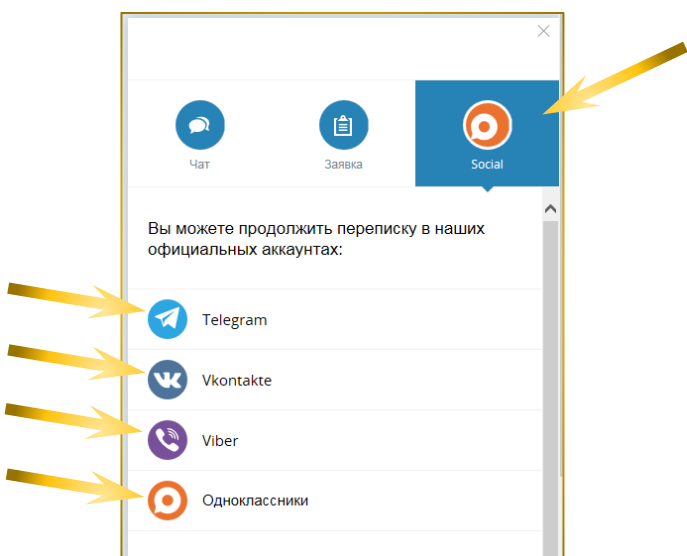 Чат
Заявка
Social
Вы можете продолжить переписку в наших
официальных аккаунтах:
Telegram
Vkontakte
Viber
Одноклассники